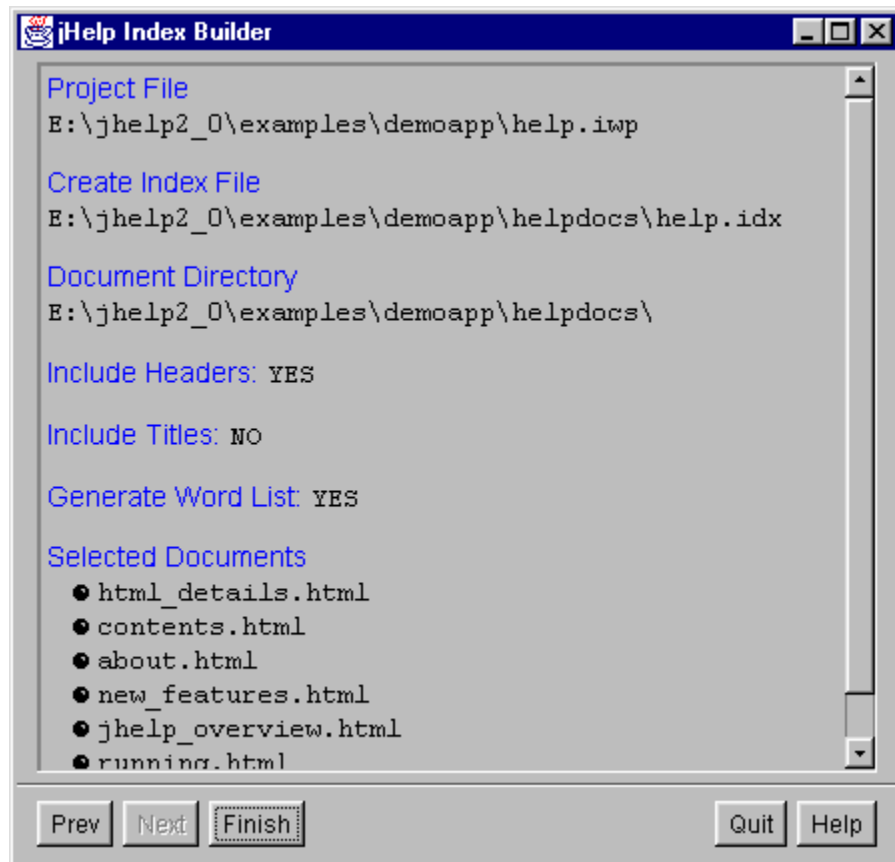 jHelp Index Builder
Project File
E:\jhelp2_0\examples\demoapp\help.iwp
Create Index File
E:\jhelp2_0\examples\demoapp\helpdocs\help.idx
Document Directory
E:\jhelp2_0\examples\demoapp\helpdocs\
Include Headers: YES
Include Titles: NO
Generate Word List: YES
Selected Documents
html_details.html
contents.html
about.html
new_features.html
jhelp_overview.html
running.html
Prev Next Finish Quit Help